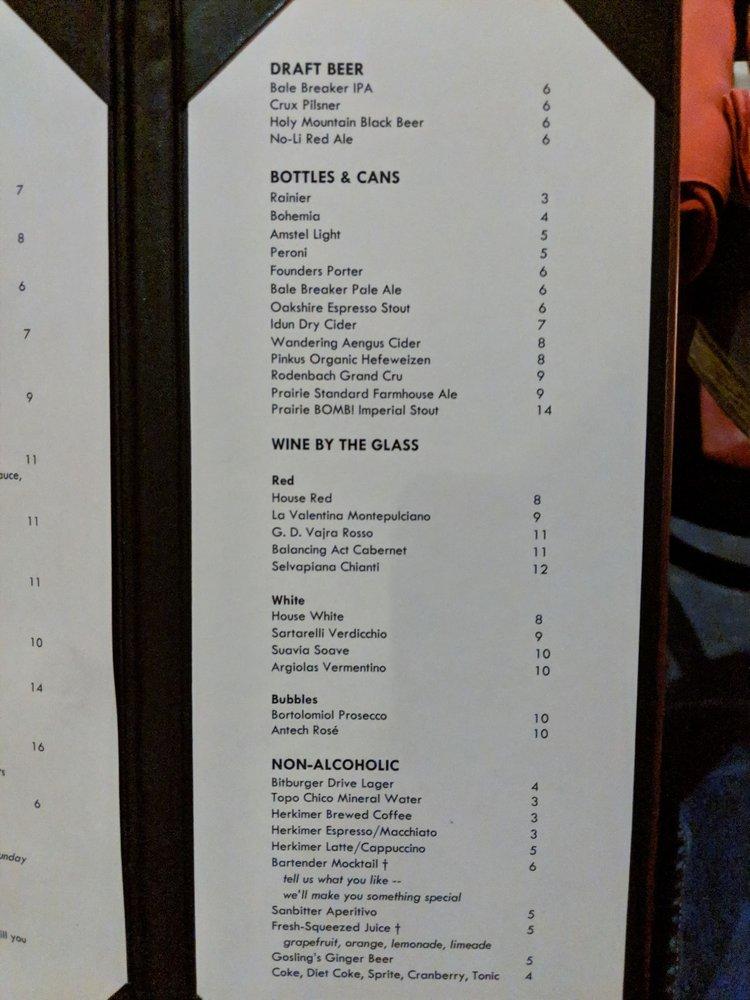 7
8
6
7
9
11
auce,
11
11
10
14
16
6
unday
ill you
DRAFT BEER
Bale Breaker IPA 6
Crux Pilsner 6
Holy Mountain Black Beer 6
No-Li Red Ale 6
BOTTLES & CANS
Rainier 3
Bohemia 4
Amstel Light 5
Peroni 5
Founders Porter 6
Bale Breaker Pale Ale 6
Oakshire Espresso Stout 6
Idun Dry Cider 7
Wandering Aengus Cider 8
Pinkus Organic Hefeweizen 8
Rodenbach Grand Cru 9
Prairie Standard Farmhouse Ale 9
Prairie BOMB! Imperial Stout 14
WINE BY THE GLASS
Red
House Red 8
La Valentina Montepulciano 9
G. D. Vajra Rosso 11
Balancing Act Cabernet 11
Selvapiana Chianti 12
White
House White 8
Sartarelli Verdicchio 9
Suavia Soave 10
Argiolas Vermentino 10
Bubbles
Bortolomiol Prosecco 10
Antech Rosé 10
NON-ALCOHOLIC
Bitburger Drive Lager 4
Topo Chico Mineral Water 3
Herkimer Brewed Coffee 3
Herkimer Espresso/Macchiato 3
Herkimer Latte/Cappuccino 5
Bartender Mocktail † 6
tell us what you like --
we'll make you something special
Sanbitter Aperitivo 5
Fresh-Squeezed Juice † 5
grapefruit, orange, lemonade, limeade
Gosling's Ginger Beer 5
Coke, Diet Coke, Sprite, Cranberry, Tonic 4